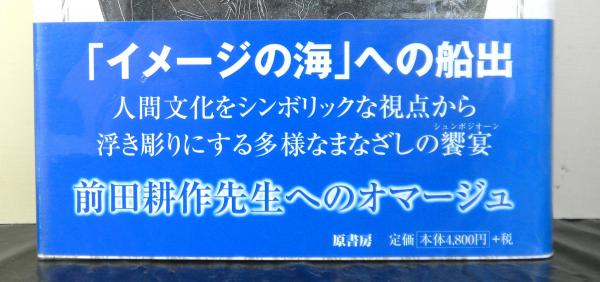 「イメージの海」への船出
人間文化をシンボリックな視点から
浮き彫りにする多様なまなざしの饗宴
シュンポジオーン
前田耕作先生へのオマージュ
原書房 定価 本体4,800円 +税